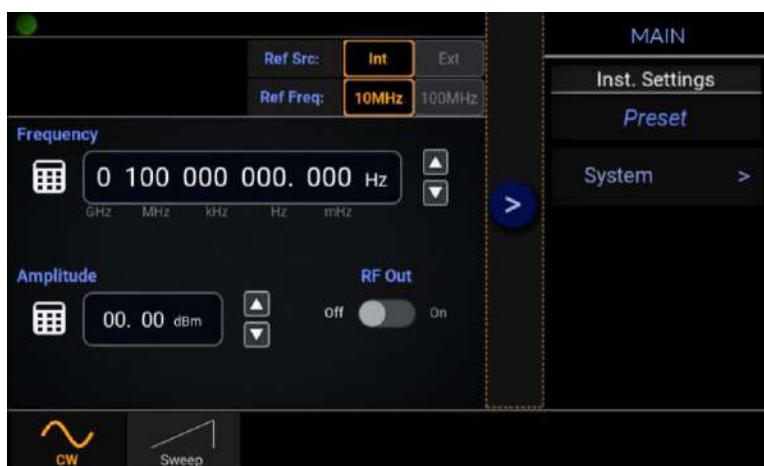 MAIN
Ref Src: Int Ext
Inst. Settings
Ref Freq: 10MHz 100MHz
Preset
Frequency
0 100 000 000. 000 Hz
System >
GHz MHz kHz Hz mHz
>
Amplitude RF Out
00. 00 dBm
Off On
CW Sweep